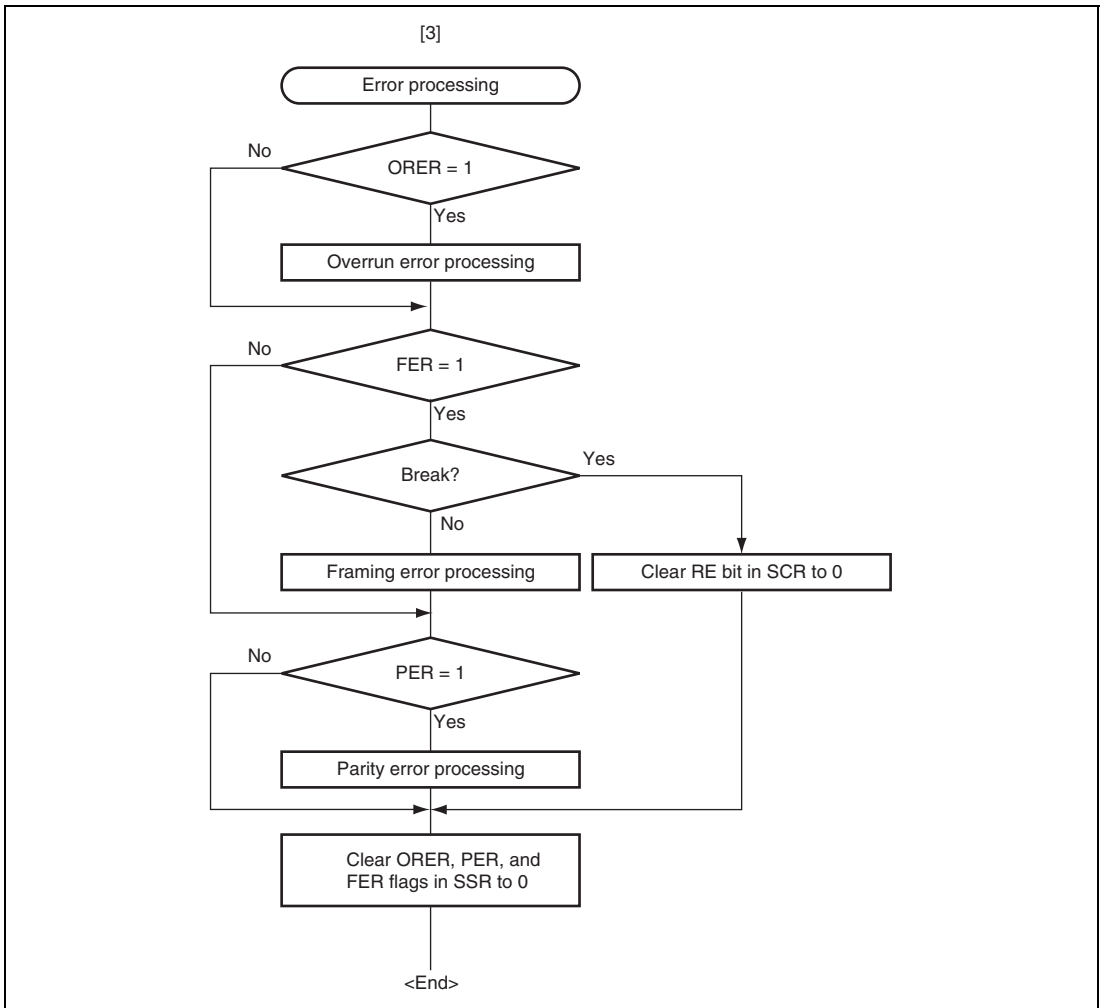 [3]
Error processing
No
ORER = 1
Yes
Overrun error processing
No
FER = 1
Yes
Break?
Yes
No
Framing error processing
Clear RE bit in SCR to 0
No
PER = 1
Yes
Parity error processing
Clear ORER, PER, and
FER flags in SSR to 0
<End>